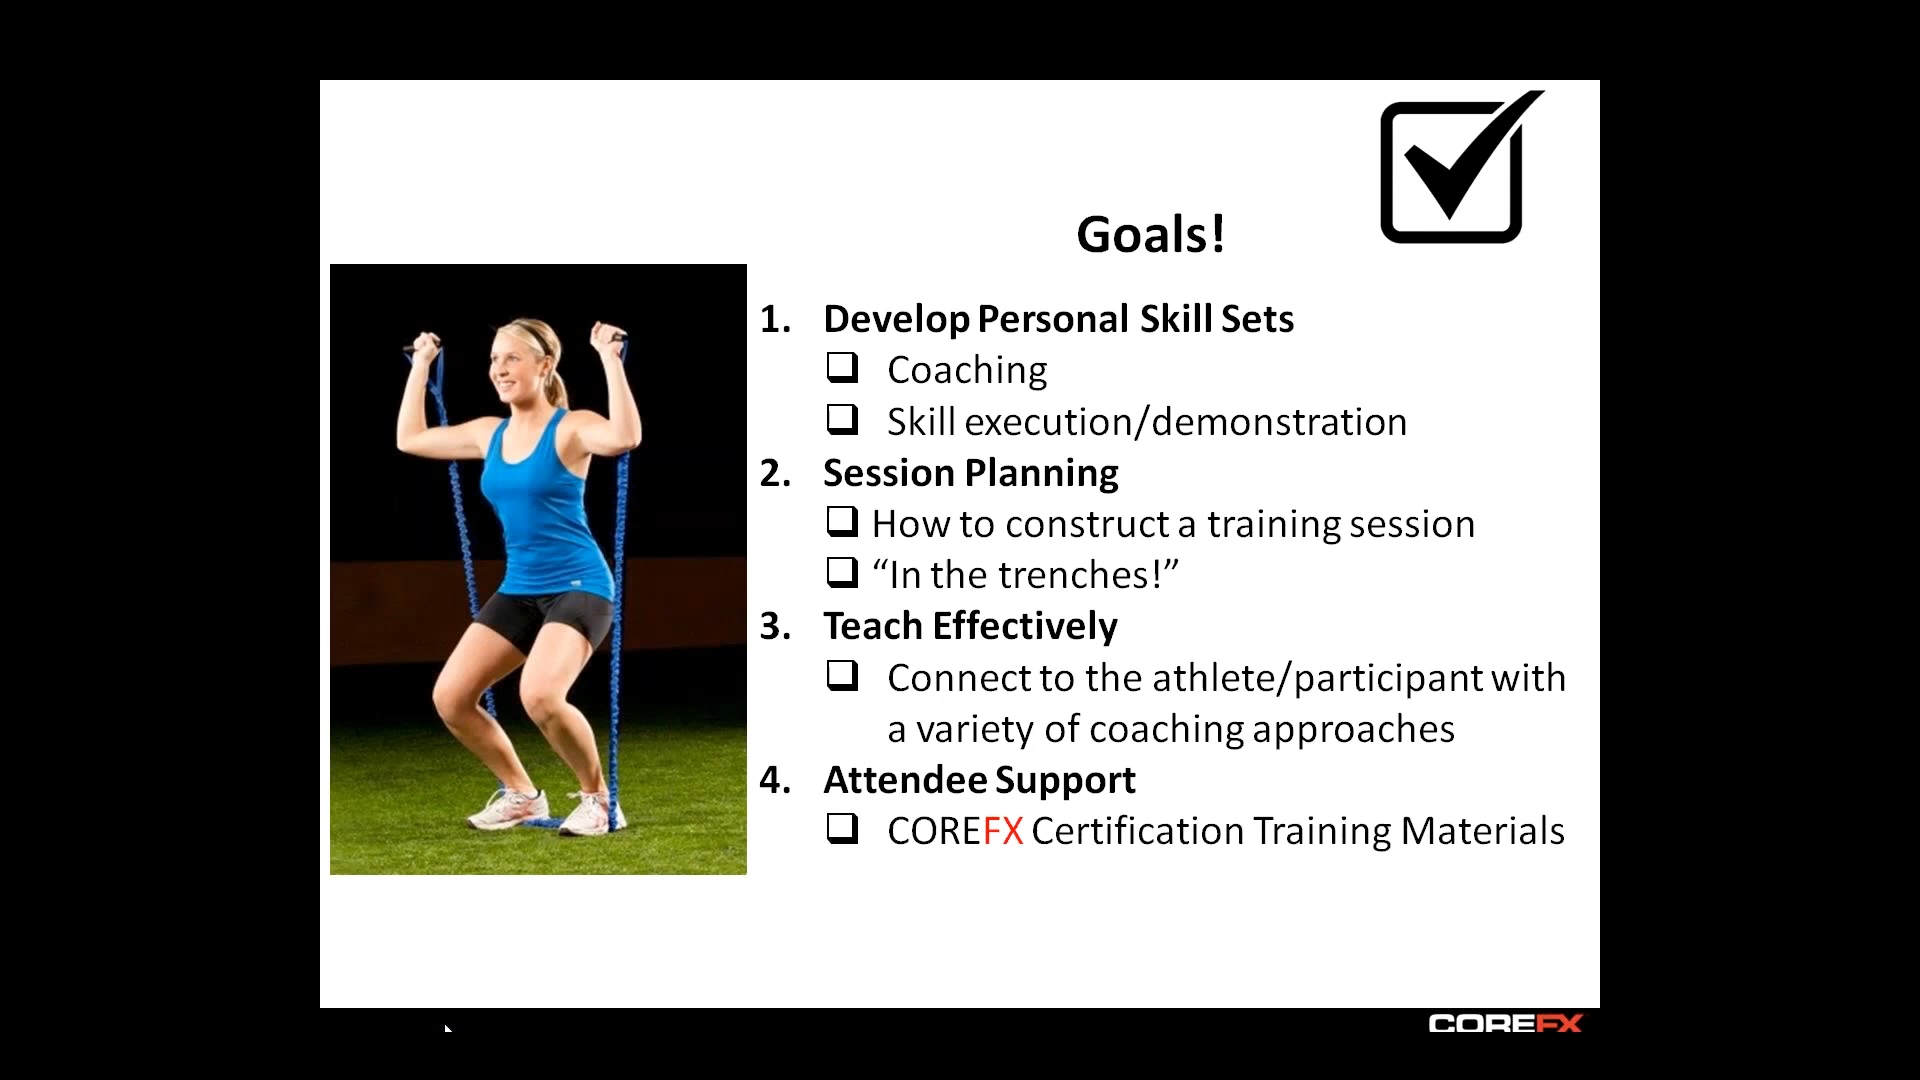 Goals!
1. Develop Personal Skill Sets
❑ Coaching
❑ Skill execution/demonstration
2. Session Planning
❑ How to construct a training session
❑ “In the trenches!”
3. Teach Effectively
❑ Connect to the athlete/participant with
a variety of coaching approaches
4. Attendee Support
❑ COREFX Certification Training Materials
COREFX